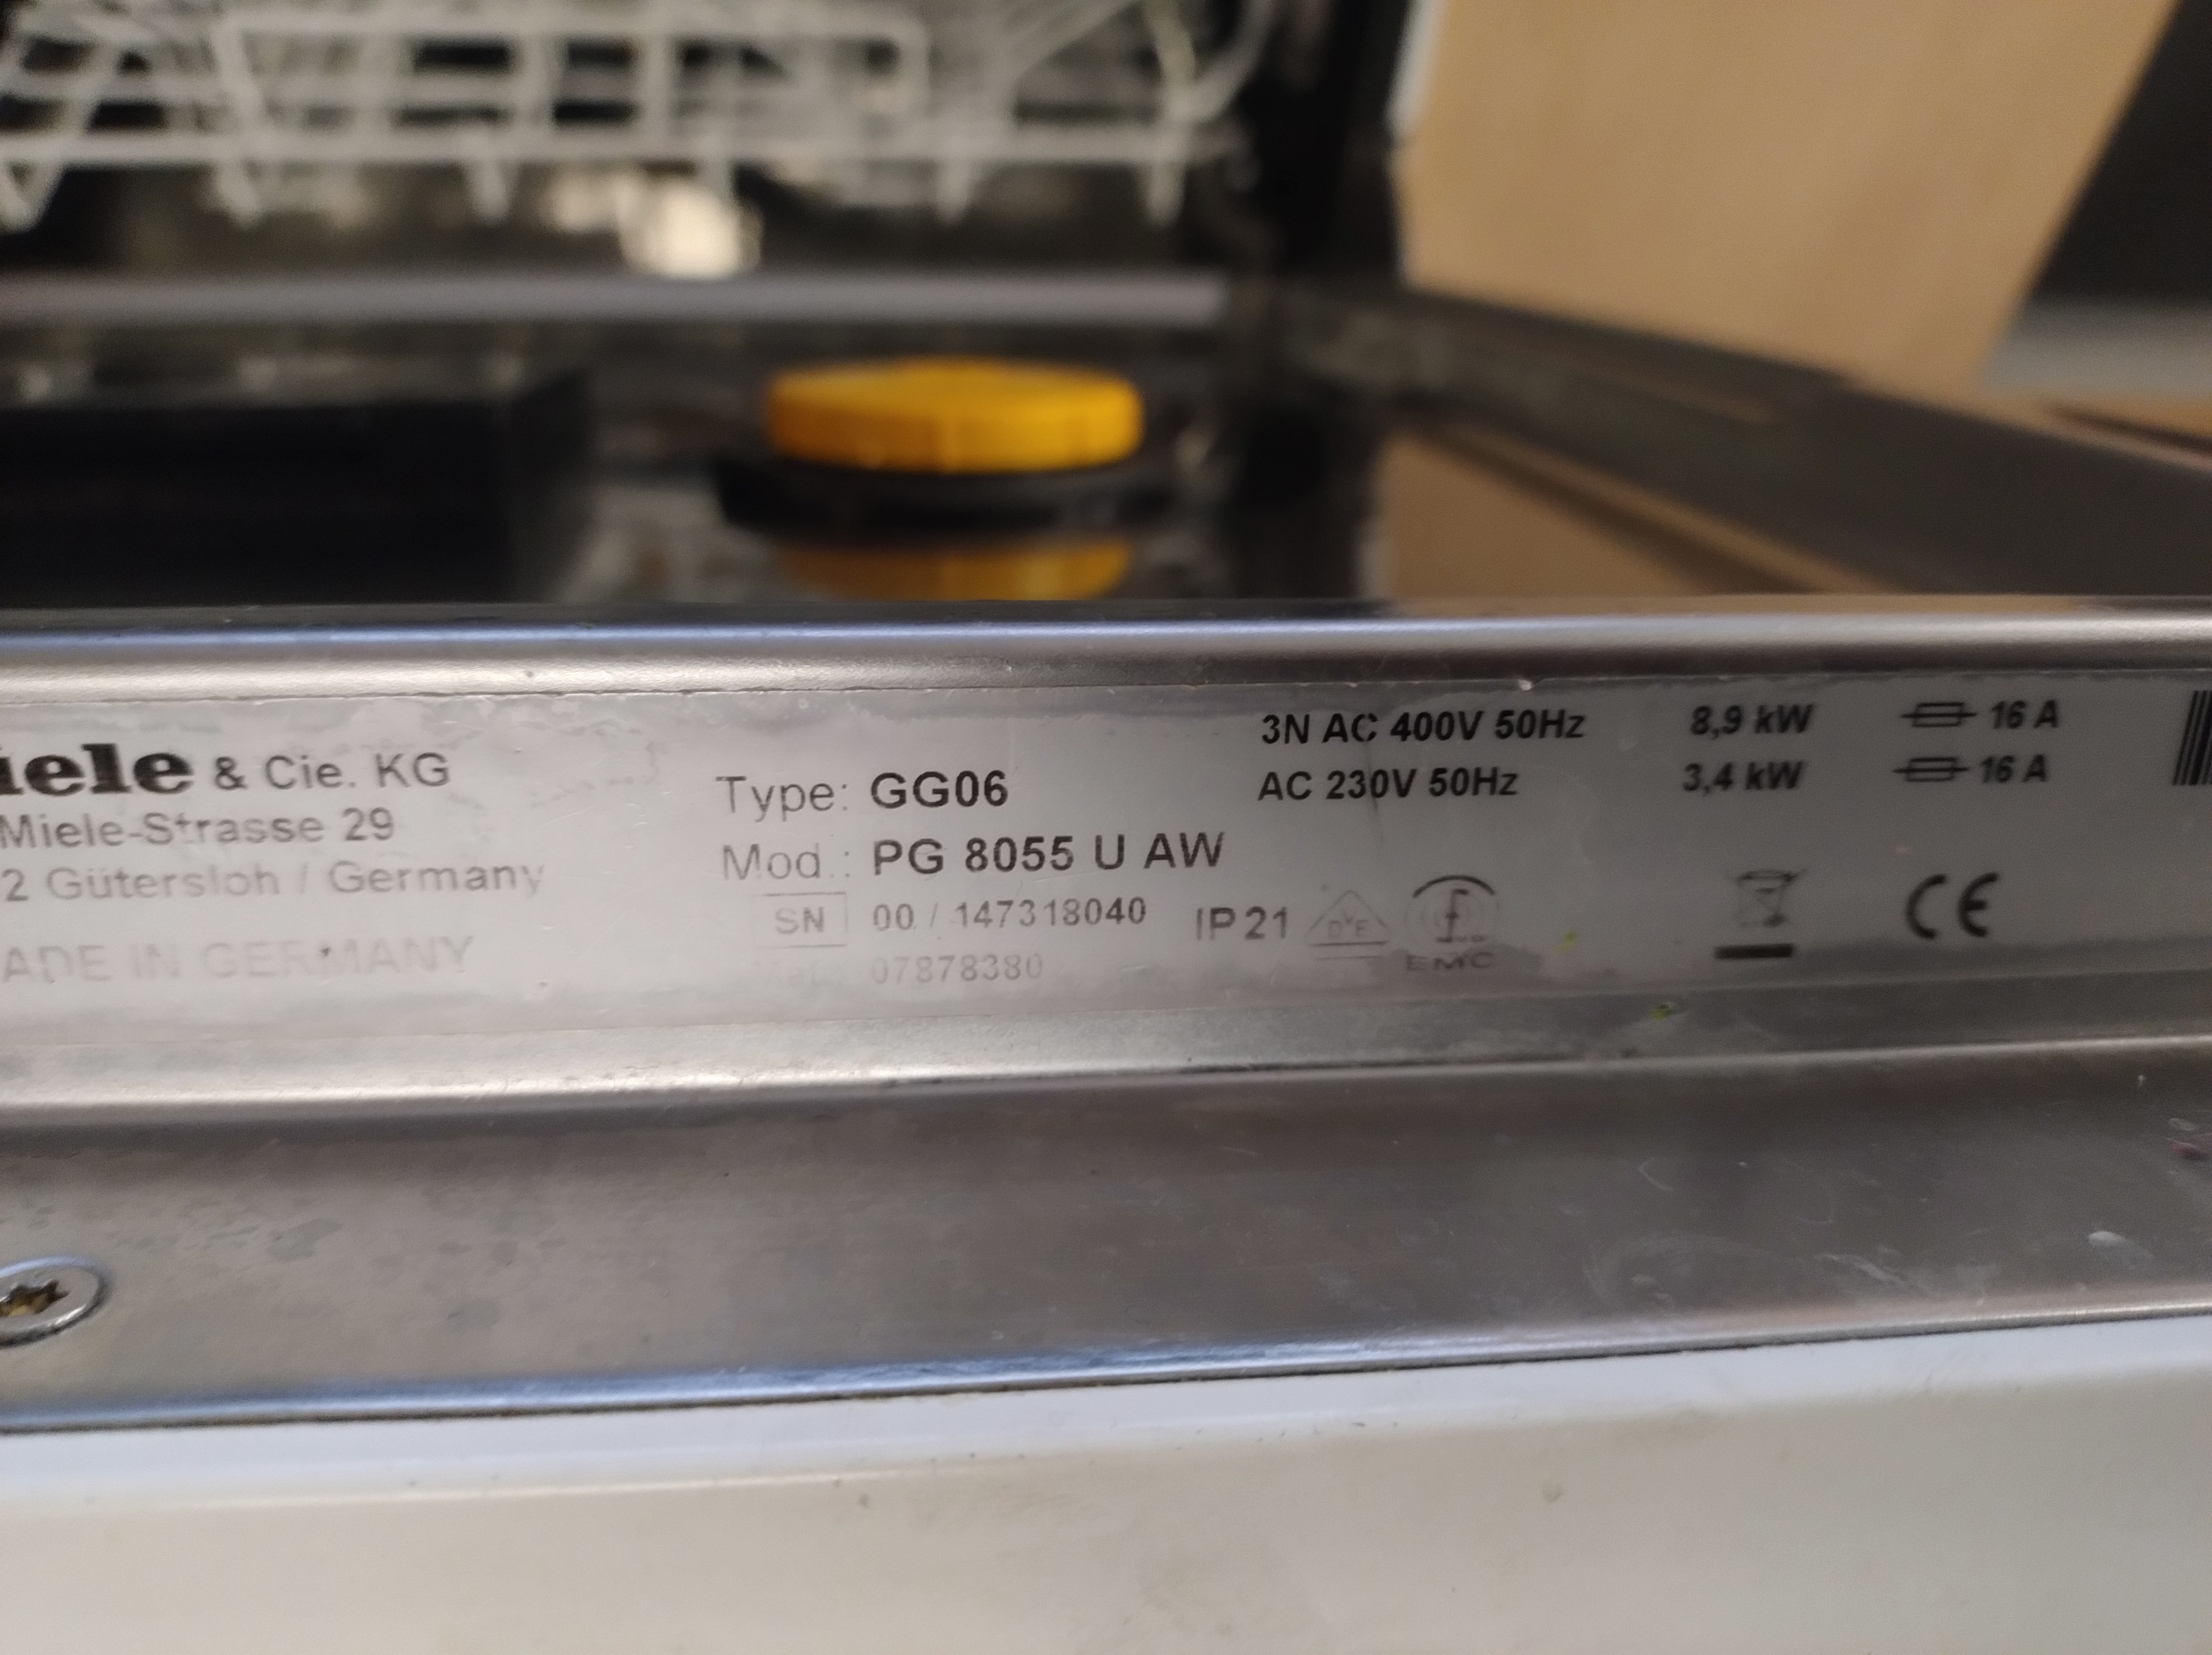 iele & Cie. KG
Miele-Strasse 29
2 Gütersloh / Germany
ADE IN GERMANY
Type: GG06
Mod.: PG 8055 U AW
SN 00 / 147318040
07878380
IP21
DVE
EMC
3N AC 400V 50Hz 8,9 kW 16 A
AC 230V 50Hz 3,4 kW 16 A
CE